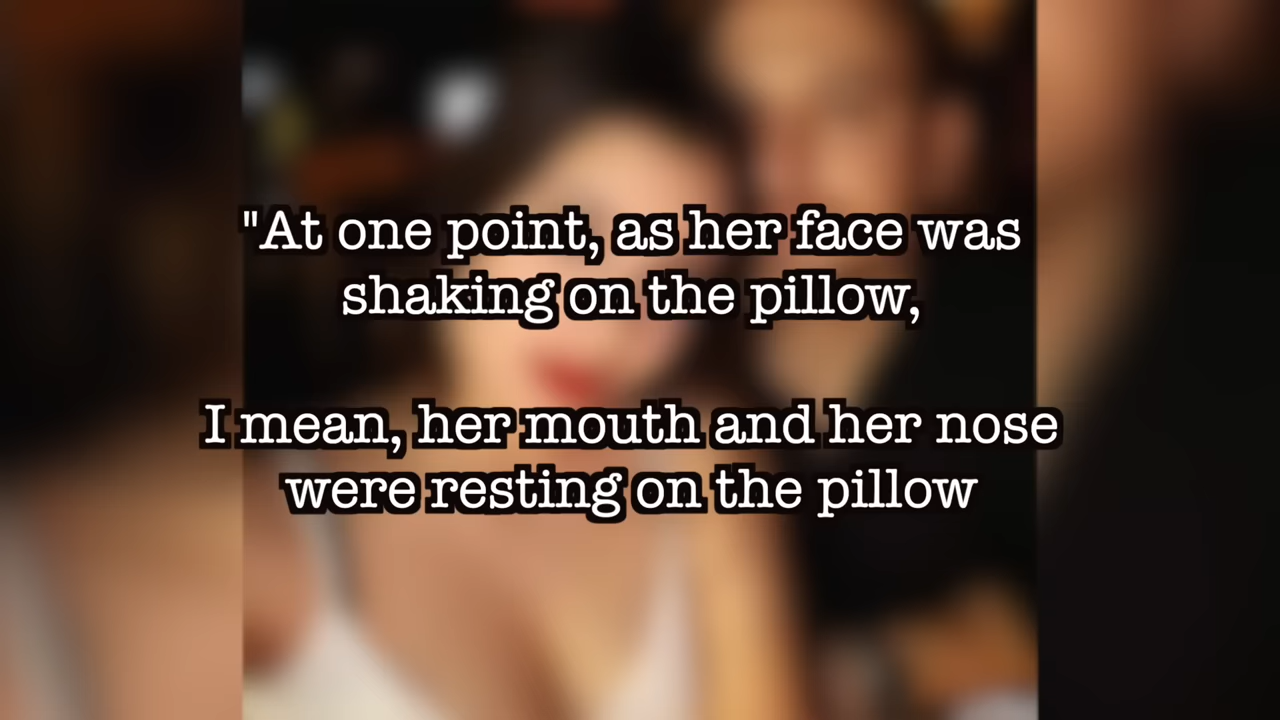 "At one point, as her face was
shaking on the pillow,
I mean, her mouth and her nose
were resting on the pillow